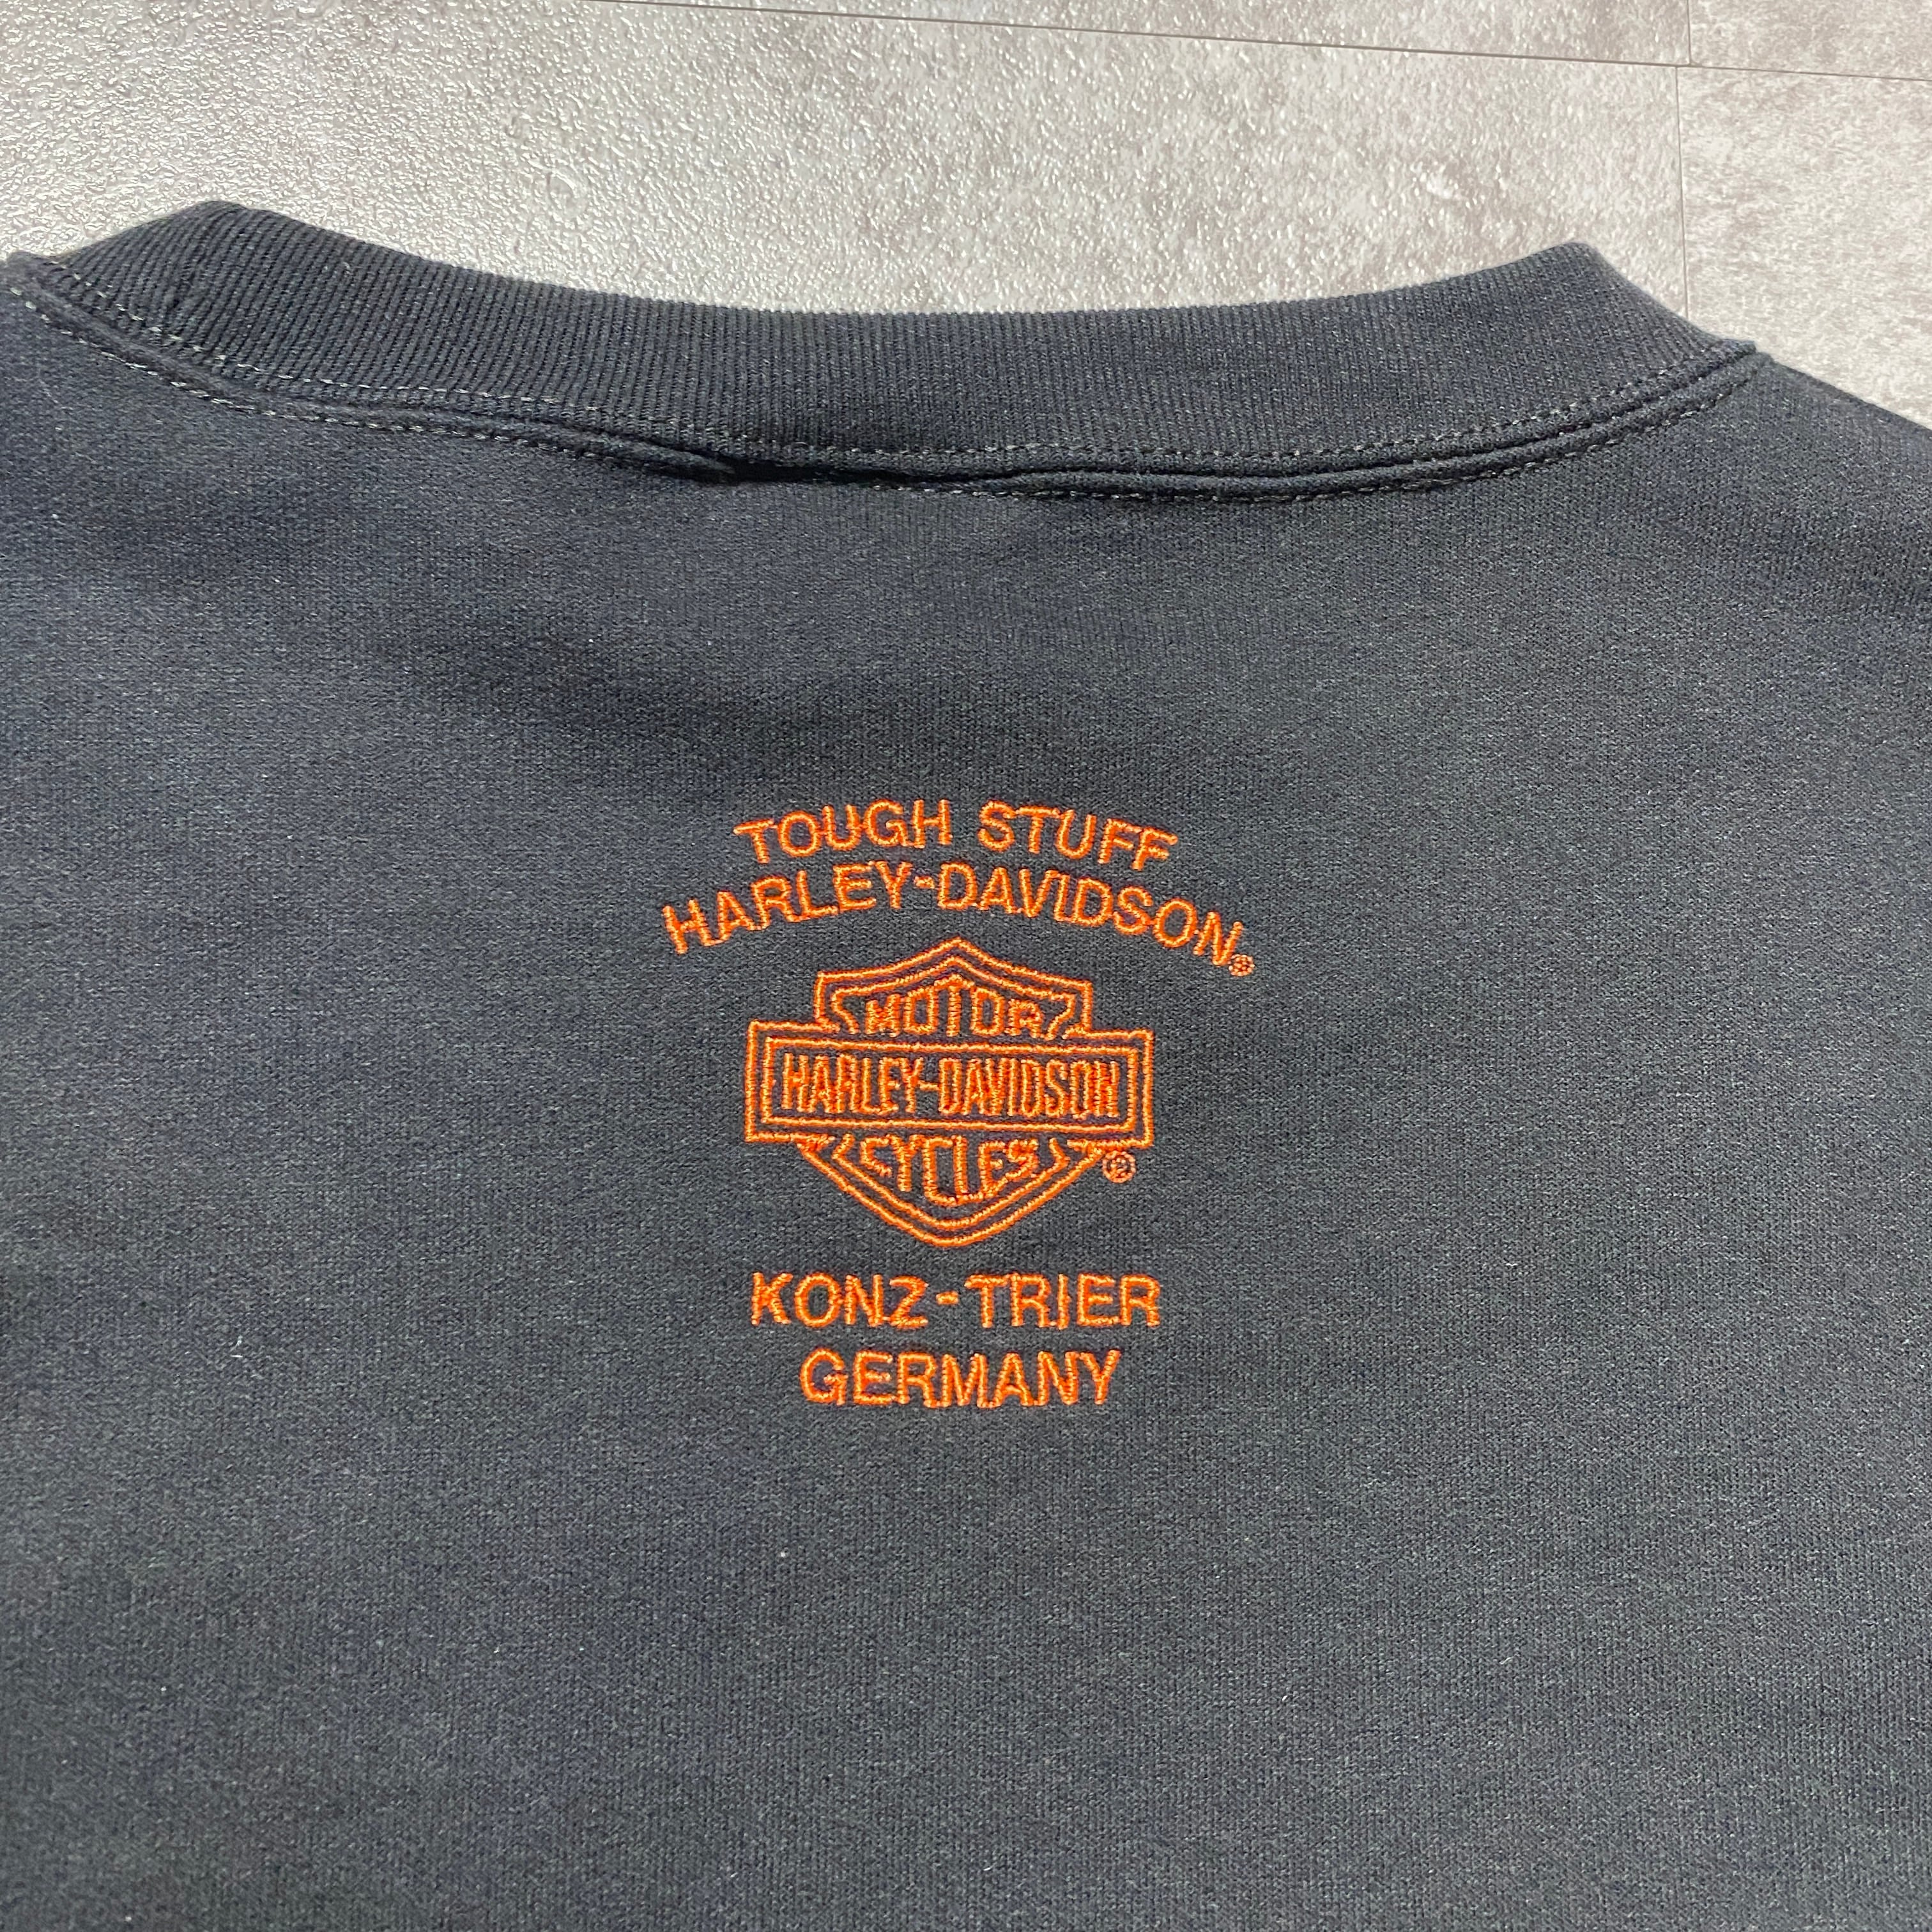 TOUGH STUFF
HARLEY-DAVIDSON®
MOTOR
HARLEY-DAVIDSON
CYCLES
®
KONZ-TRIER
GERMANY